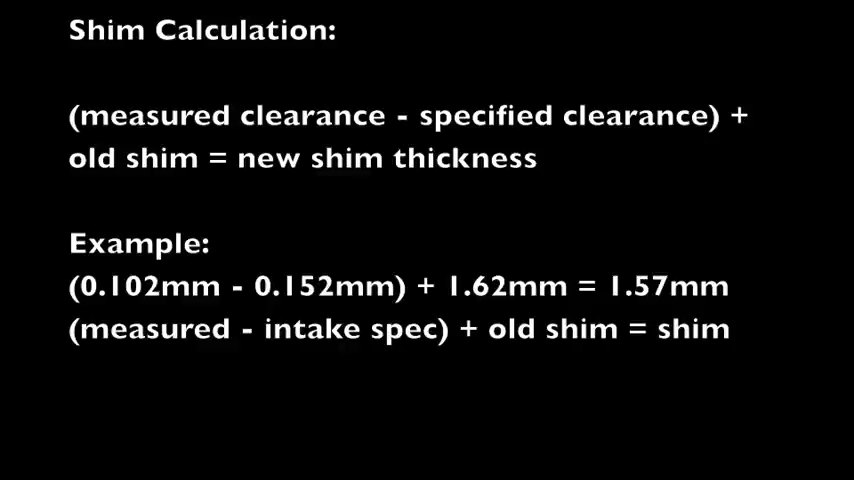 Shim Calculation:
(measured clearance - specified clearance) +
old shim = new shim thickness
Example:
(0.102mm - 0.152mm) + 1.62mm = 1.57mm
(measured - intake spec) + old shim = shim